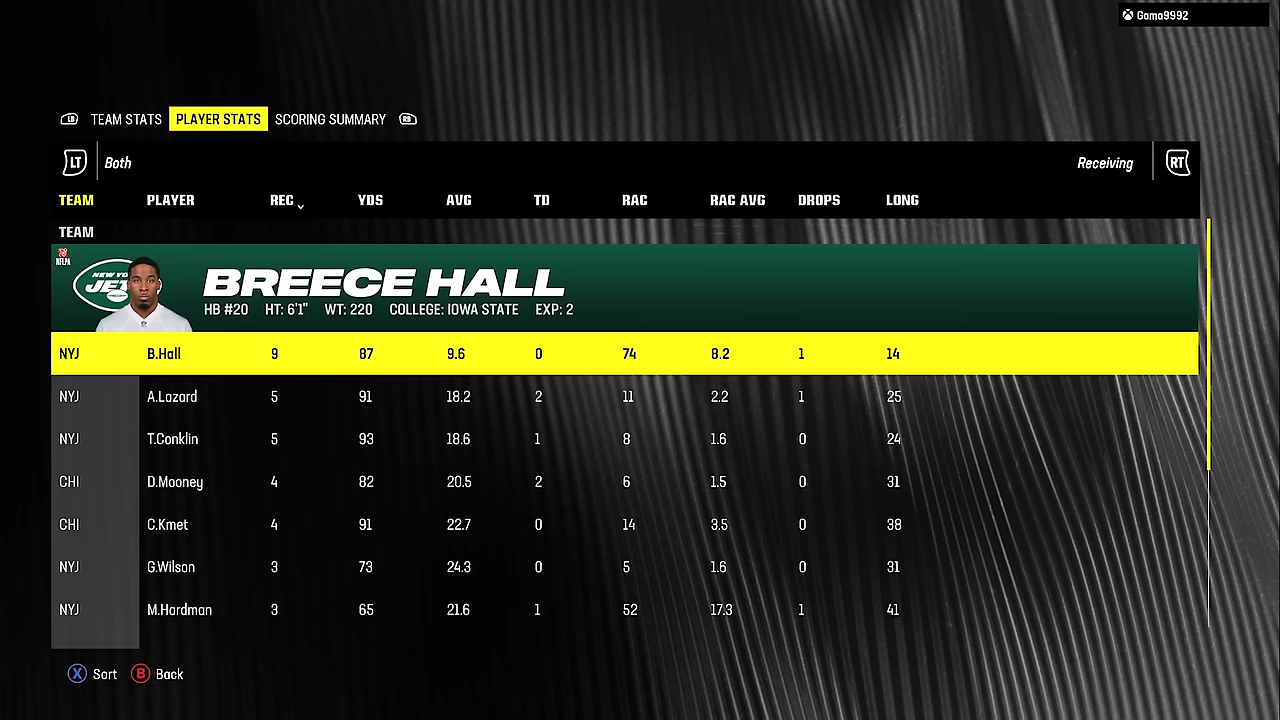 Gama9992
LB TEAM STATS PLAYER STATS SCORING SUMMARY RB
LT Both Receiving RT
TEAM PLAYER REC YDS AVG TD RAC RAC AVG DROPS LONG
TEAM
NFLPA
NEW YO
JET
BREECE HALL
HB #20 HT: 6'1" WT: 220 COLLEGE: IOWA STATE EXP: 2
NYJ B.Hall 9 87 9.6 0 74 8.2 1 14
NYJ A.Lazard 5 91 18.2 2 11 2.2 1 25
NYJ T.Conklin 5 93 18.6 1 8 1.6 0 24
CHI D.Mooney 4 82 20.5 2 6 1.5 0 31
CHI C.Kmet 4 91 22.7 0 14 3.5 0 38
NYJ G.Wilson 3 73 24.3 0 5 1.6 0 31
NYJ M.Hardman 3 65 21.6 1 52 17.3 1 41
X Sort B Back